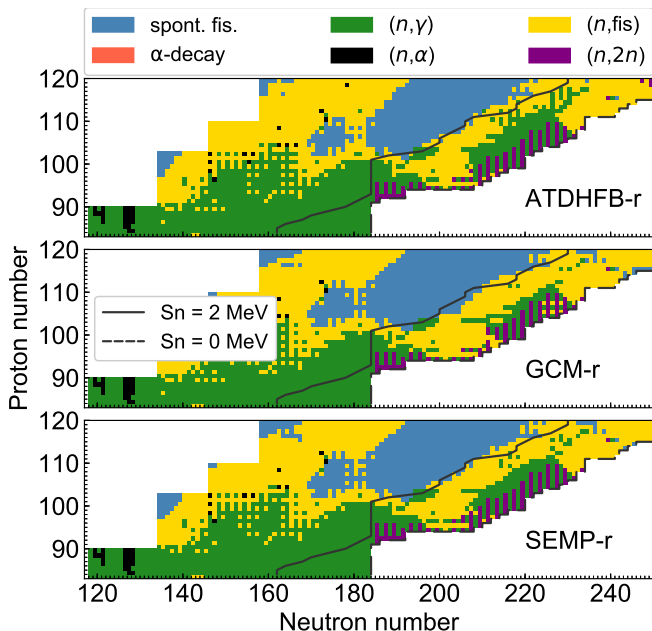 spont. fis. (n,γ) (n,fis)
α-decay (n,α) (n,2n)
120
110
100
90
ATDHFB-r
120
110
Sn = 2 MeV
100
Sn = 0 MeV
90
GCM-r
120
110
100
90
SEMP-r
Proton number
120 140 160 180 200 220 240
Neutron number